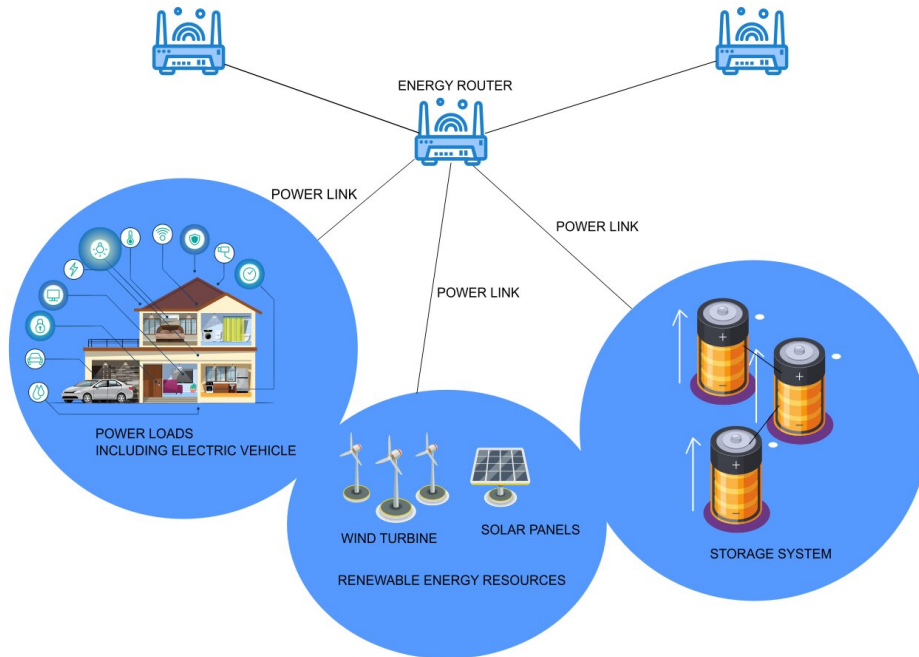 ENERGY ROUTER
POWER LINK
POWER LINK
POWER LINK
POWER LOADS
INCLUDING ELECTRIC VEHICLE
WIND TURBINE
SOLAR PANELS
RENEWABLE ENERGY RESOURCES
STORAGE SYSTEM